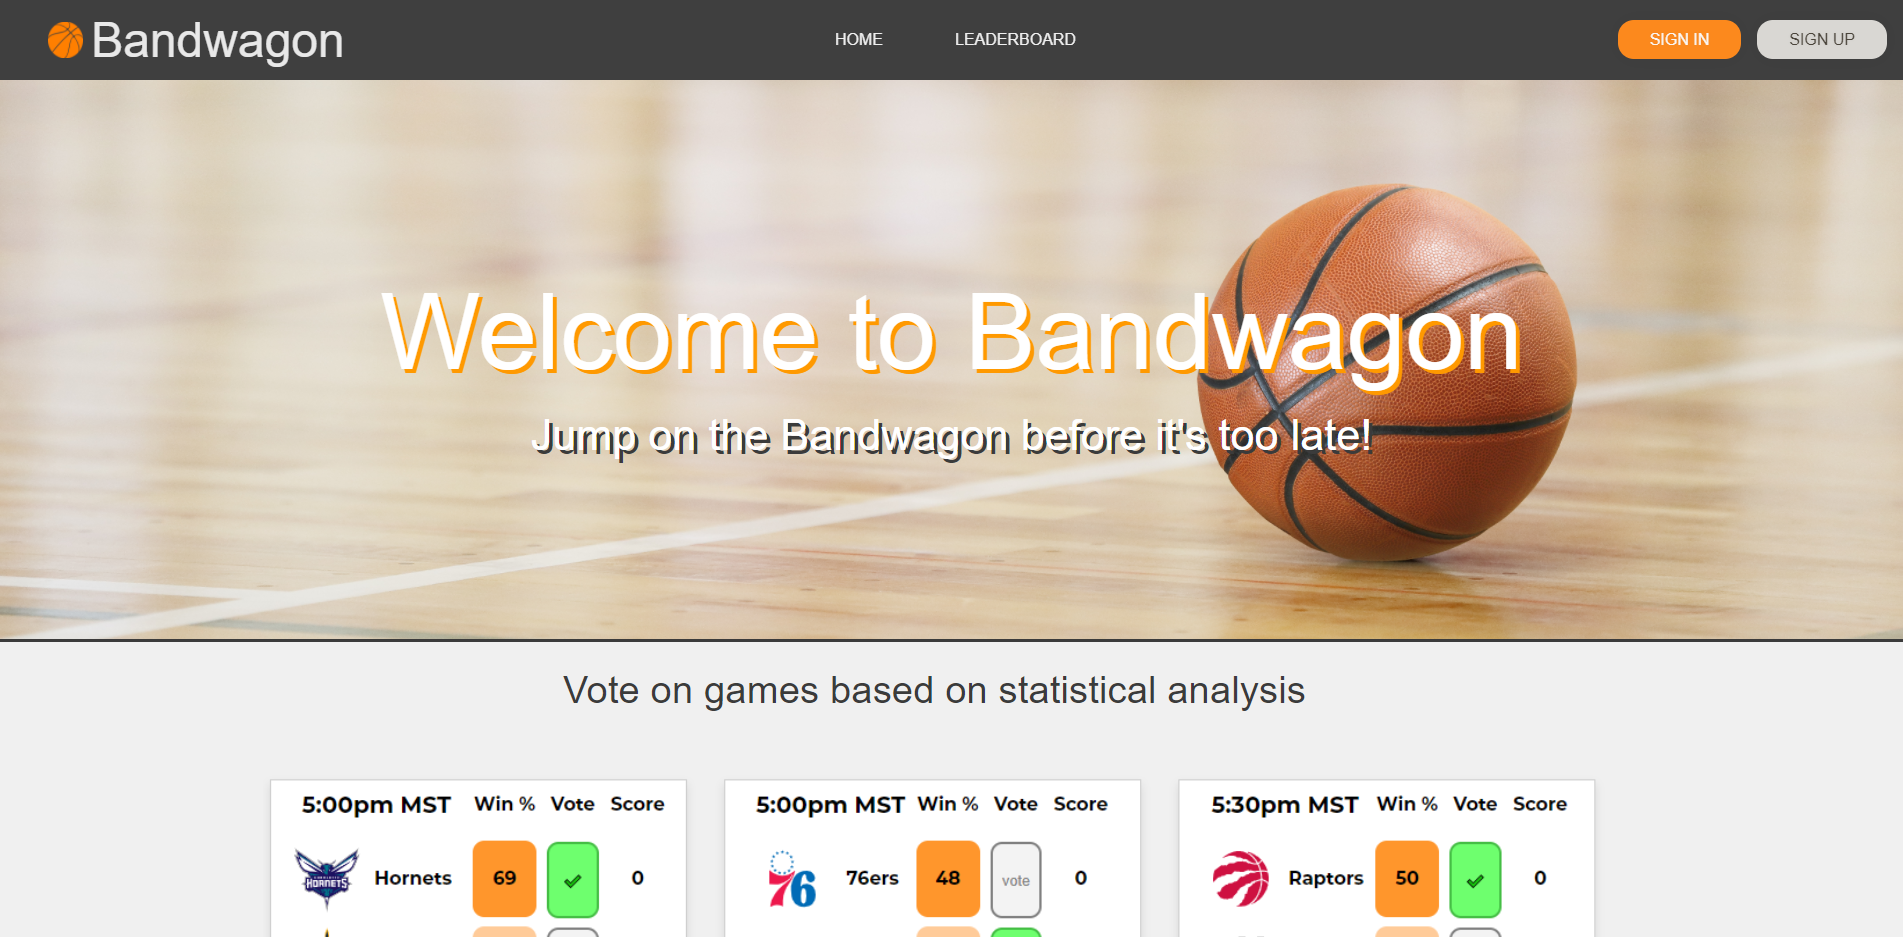 Bandwagon HOME LEADERBOARD SIGN IN SIGN UP
Welcome to Bandwagon
Jump on the Bandwagon before it's too late!
Vote on games based on statistical analysis
5:00pm MST Win % Vote Score
HORNETS Hornets 69 0
5:00pm MST Win % Vote Score
76 76ers 48 vote 0
5:30pm MST Win % Vote Score
Raptors 50 0